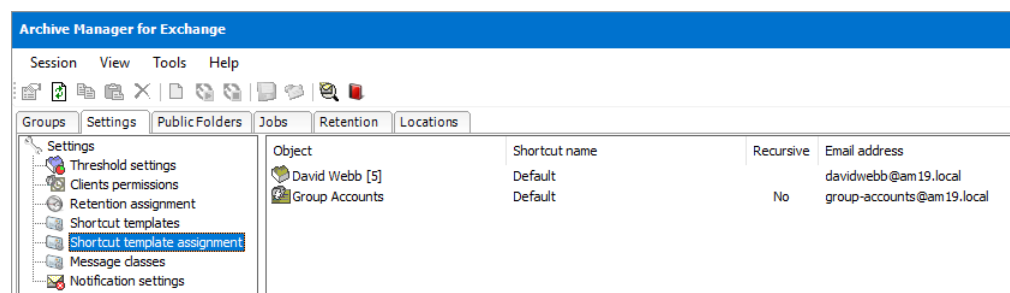 Archive Manager for Exchange
Session View Tools Help
Groups Settings Public Folders Jobs Retention Locations
Settings
Threshold settings
Clients permissions
Retention assignment
Shortcut templates
Shortcut template assignment
Message classes
Notification settings
Object Shortcut name Recursive Email address
David Webb [5] Default davidwebb@am19.local
Group Accounts Default No group-accounts@am19.local